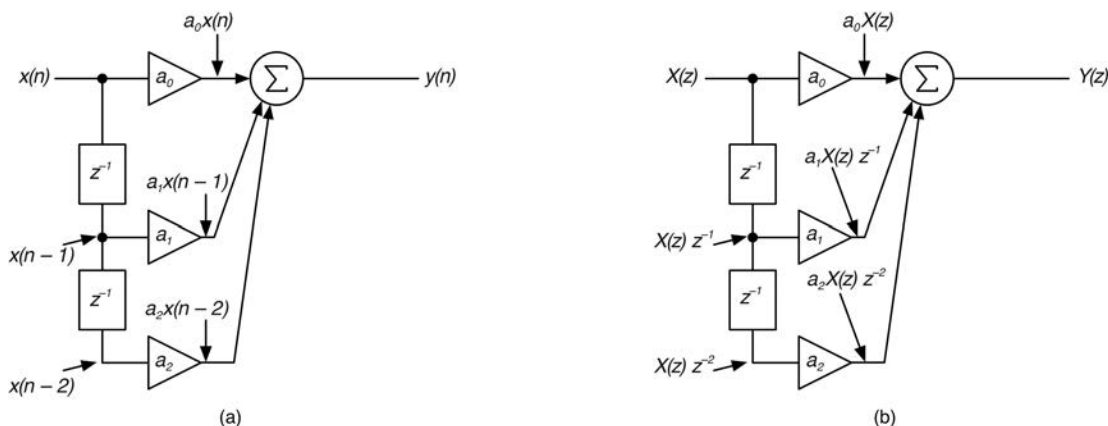 a₀x(n)
x(n)
a₀
Σ
y(n)
z⁻¹
a₁x(n – 1)
x(n – 1)
a₁
z⁻¹
a₂x(n – 2)
x(n – 2)
a₂
(a)
a₀X(z)
X(z)
a₀
Σ
Y(z)
z⁻¹
a₁X(z) z⁻¹
X(z) z⁻¹
a₁
z⁻¹
a₂X(z) z⁻²
X(z) z⁻²
a₂
(b)